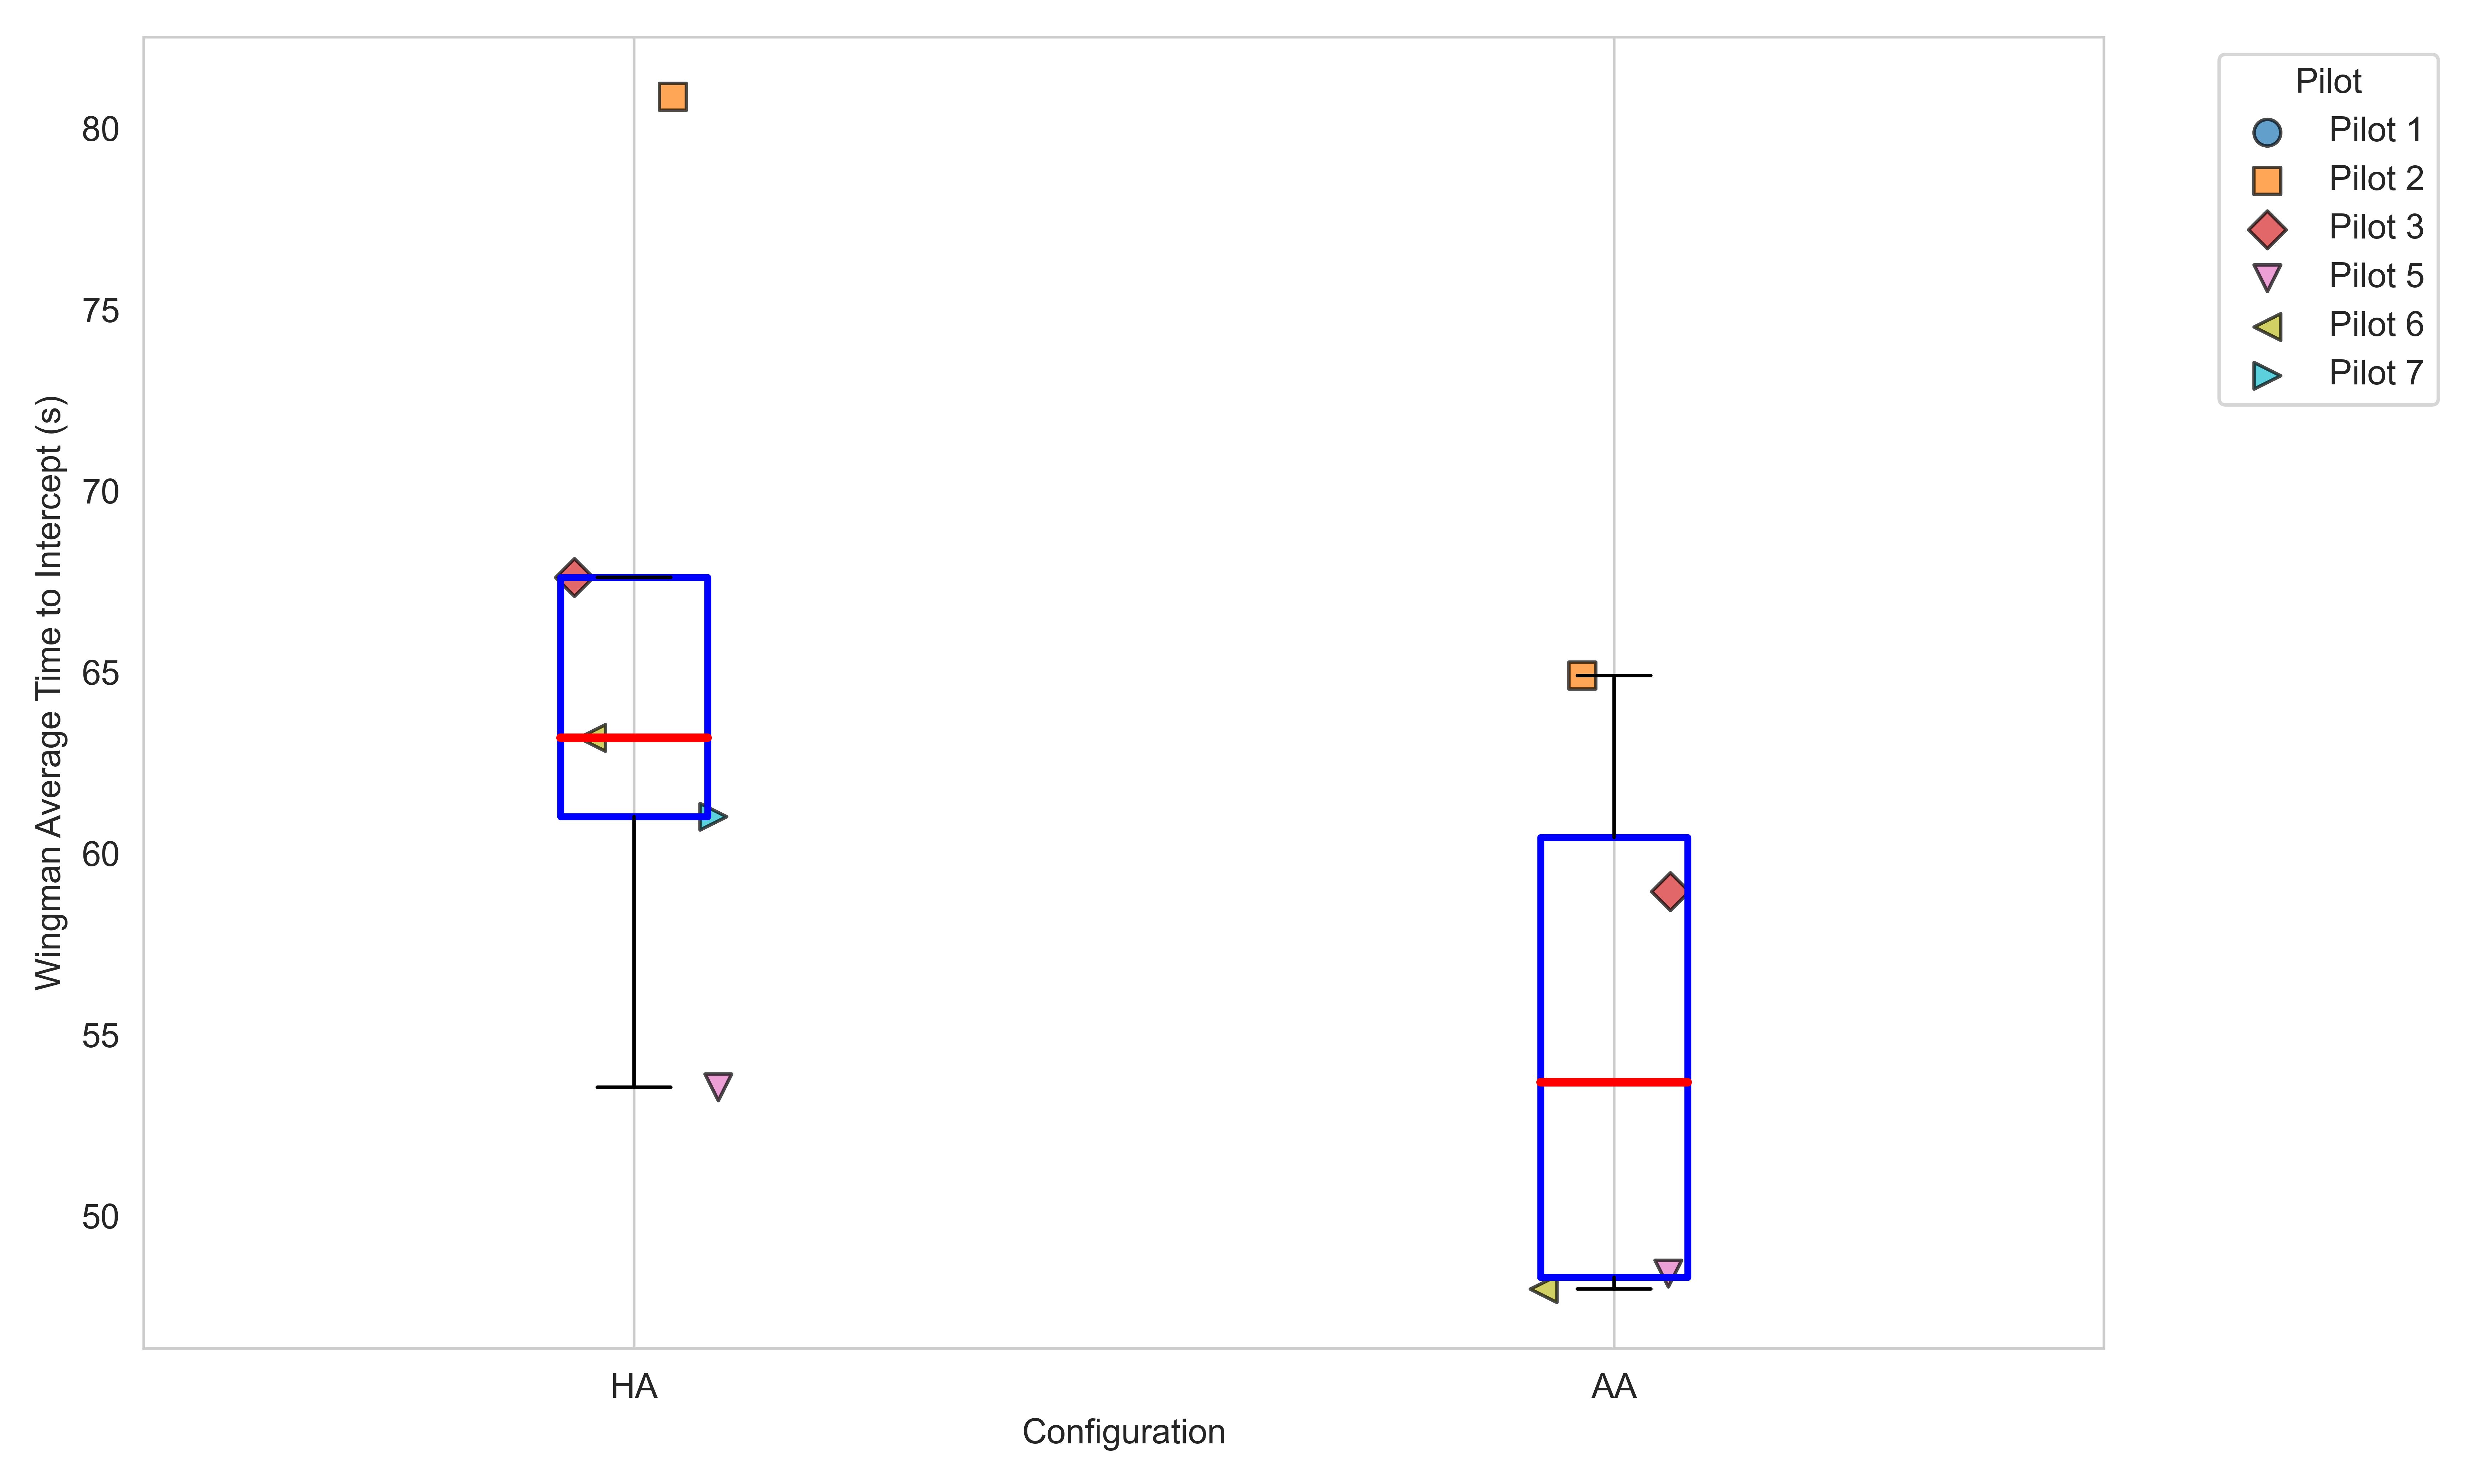 Wingman Average Time to Intercept (s)
80
75
70
65
60
55
50
HA
AA
Configuration
Pilot
Pilot 1
Pilot 2
Pilot 3
Pilot 5
Pilot 6
Pilot 7